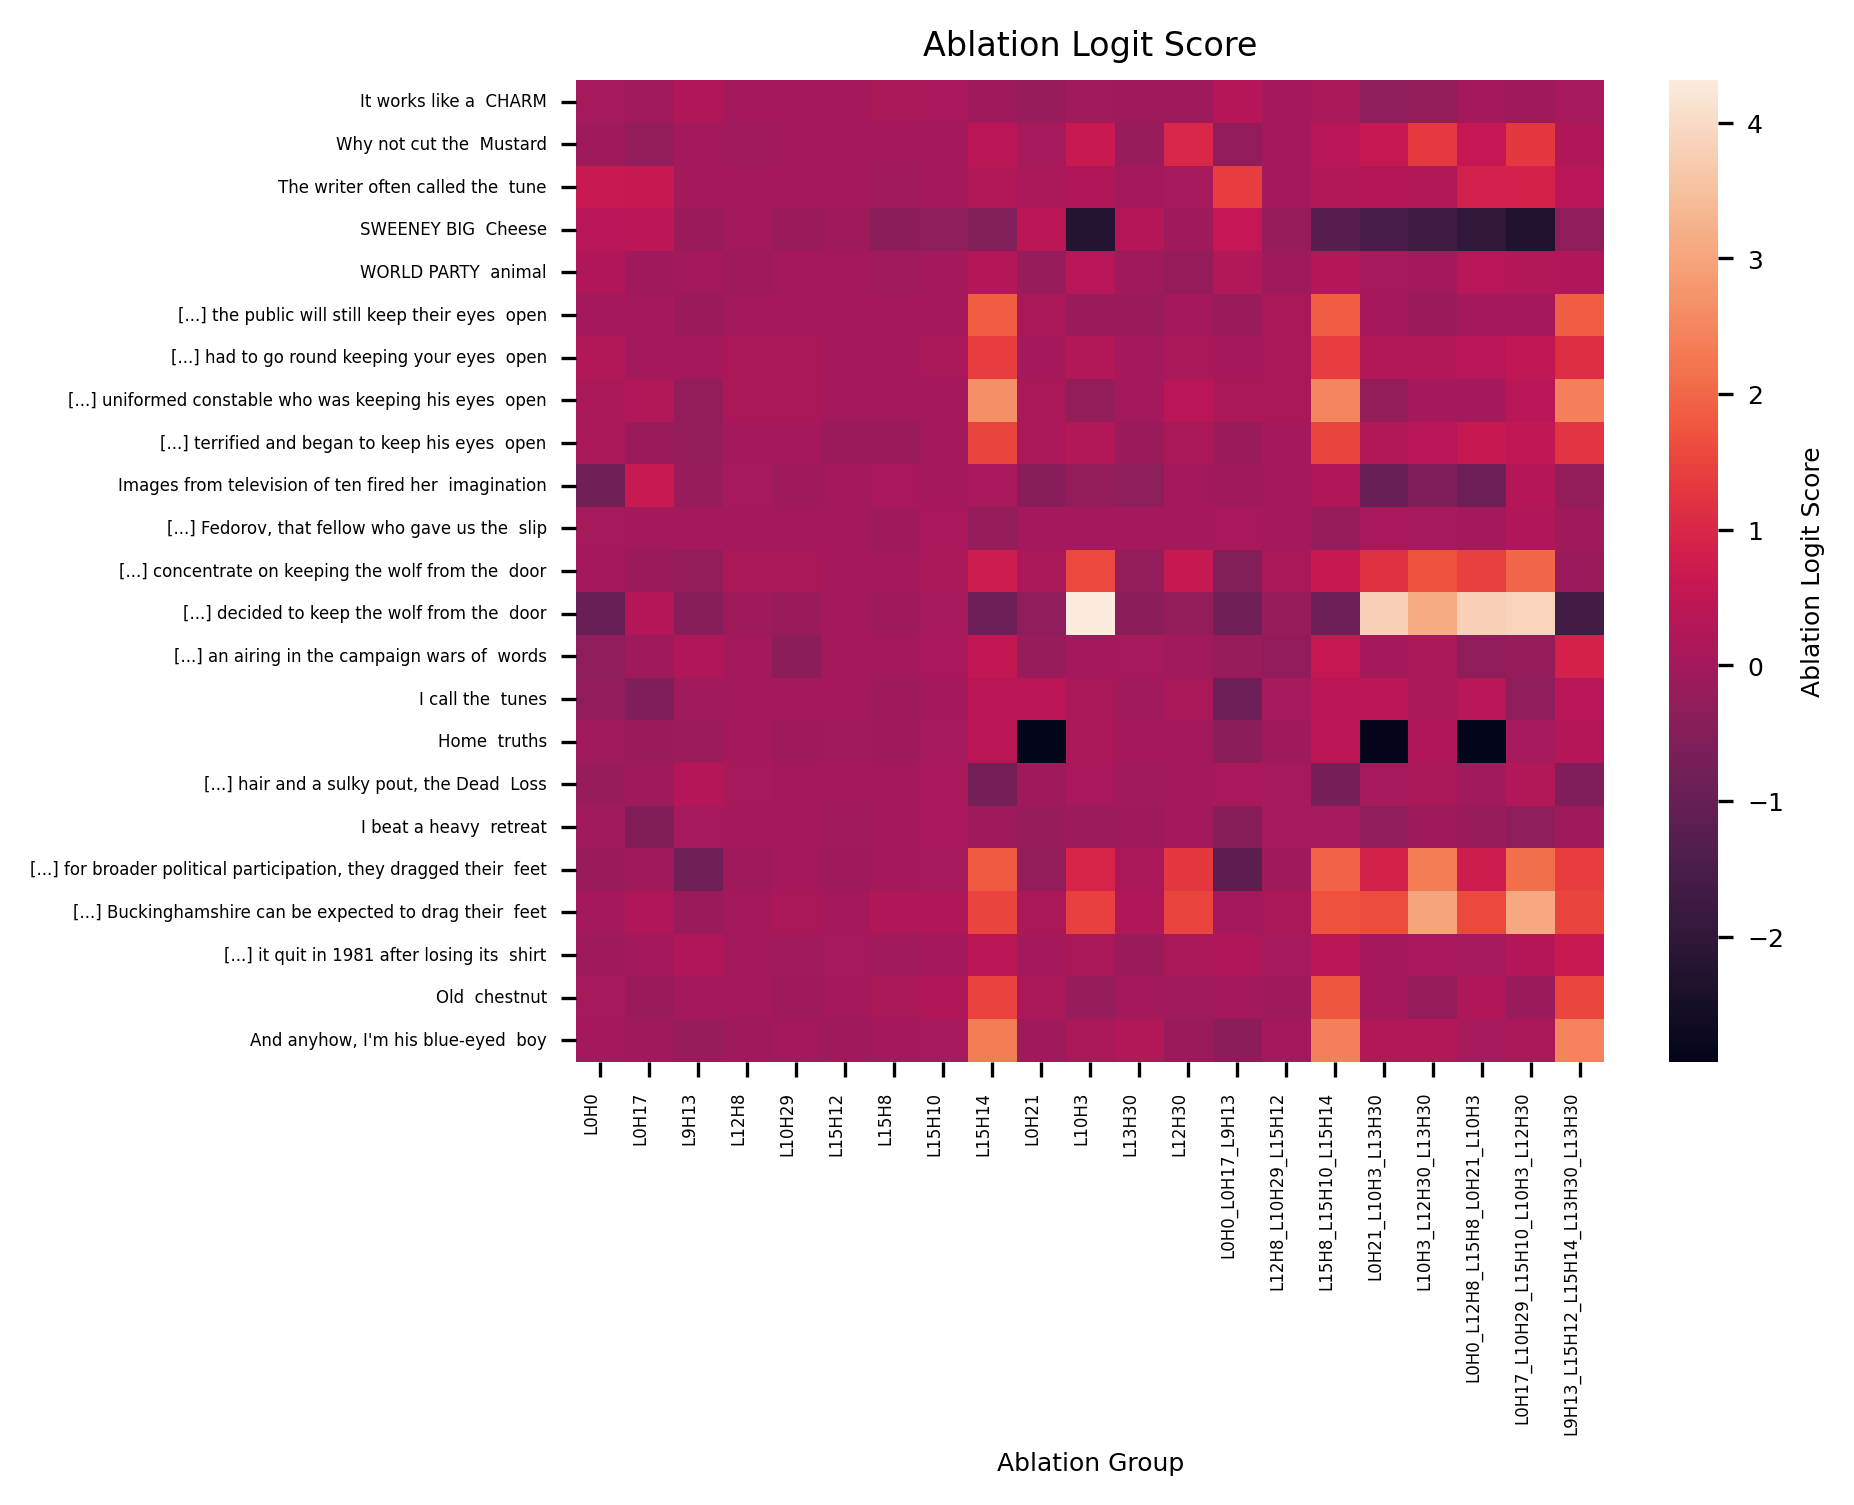 Ablation Logit Score
It works like a  CHARM
Why not cut the  Mustard
The writer often called the  tune
SWEENEY BIG  Cheese
WORLD PARTY  animal
[...] the public will still keep their eyes  open
[...] had to go round keeping your eyes  open
[...] uniformed constable who was keeping his eyes  open
[...] terrified and began to keep his eyes  open
Images from television of ten fired her  imagination
[...] Fedorov, that fellow who gave us the  slip
[...] concentrate on keeping the wolf from the  door
[...] decided to keep the wolf from the  door
[...] an airing in the campaign wars of  words
I call the  tunes
Home  truths
[...] hair and a sulky pout, the Dead  Loss
I beat a heavy  retreat
[...] for broader political participation, they dragged their  feet
[...] Buckinghamshire can be expected to drag their  feet
[...] it quit in 1981 after losing its  shirt
Old  chestnut
And anyhow, I'm his blue-eyed  boy
L0H0
L0H17
L9H13
L12H8
L10H29
L15H12
L15H8
L15H10
L15H14
L0H21
L10H3
L13H30
L12H30
L0H0_L0H17_L9H13
L12H8_L10H29_L15H12
L15H8_L15H10_L15H14
L0H21_L10H3_L13H30
L10H3_L12H30_L13H30
L0H0_L12H8_L15H8_L0H21_L10H3
L0H17_L10H29_L15H10_L10H3_L12H30
L9H13_L15H12_L15H14_L13H30_L13H30
Ablation Group
4
3
2
1
0
−1
−2
Ablation Logit Score